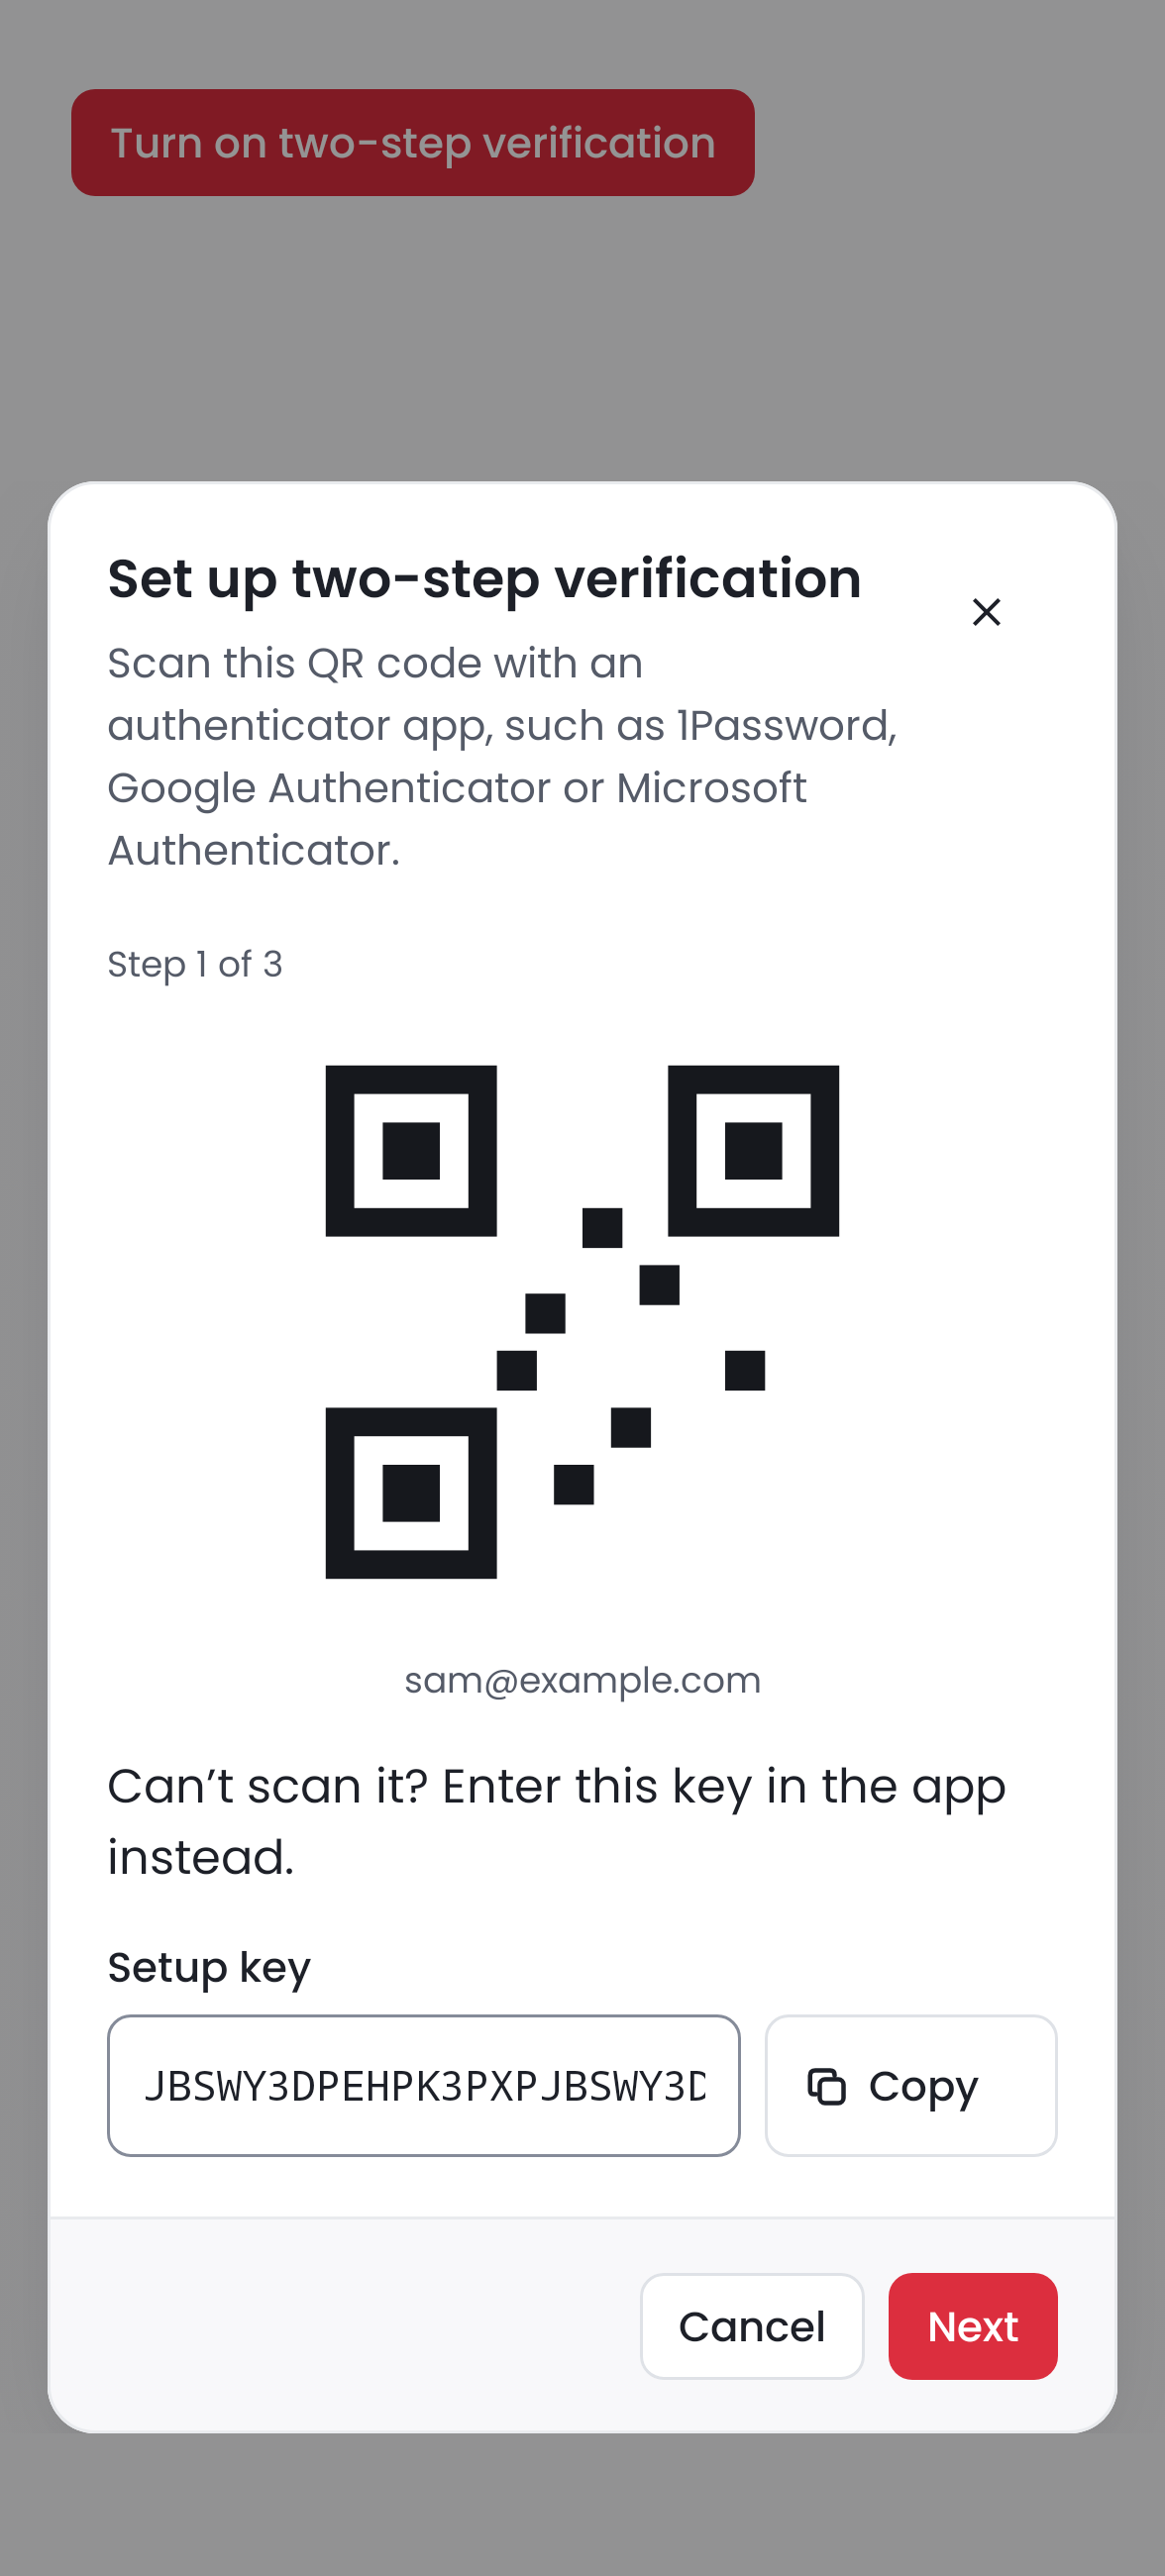 Turn on two-step verification
Set up two-step verification
Scan this QR code with an
authenticator app, such as 1Password,
Google Authenticator or Microsoft
Authenticator.
Step 1 of 3
sam@example.com
Can’t scan it? Enter this key in the app
instead.
Setup key
JBSWY3DPEHPK3PXPJBSWY3D
Copy
Cancel
Next